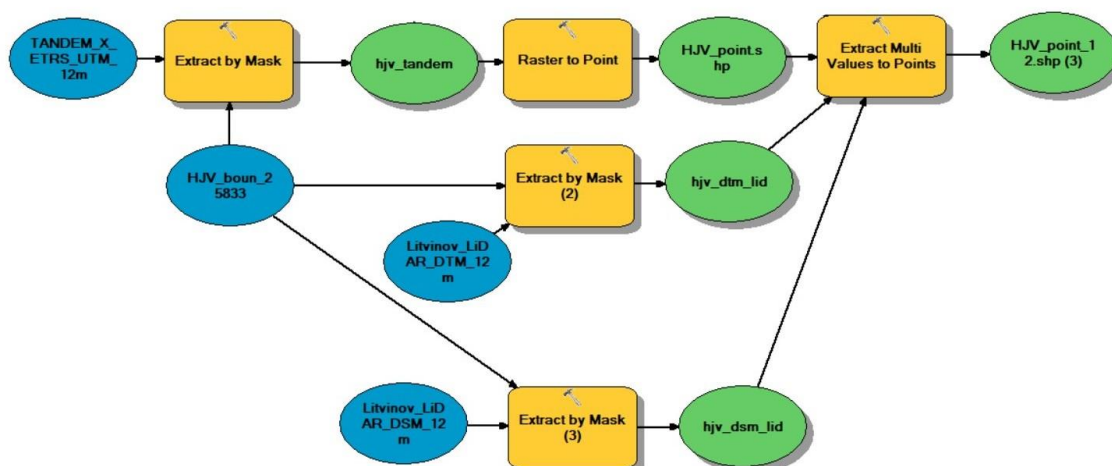 TANDEM_X_
ETRS_UTM_
12m
Extract by Mask
hjv_tandem
Raster to Point
HJV_point.s
hp
Extract Multi
Values to Points
HJV_point_1
2.shp (3)
HJV_boun_2
5833
Extract by Mask
(2)
hjv_dtm_lid
Litvinov_LiD
AR_DTM_12
m
Litvinov_LiD
AR_DSM_12
m
Extract by Mask
(3)
hjv_dsm_lid